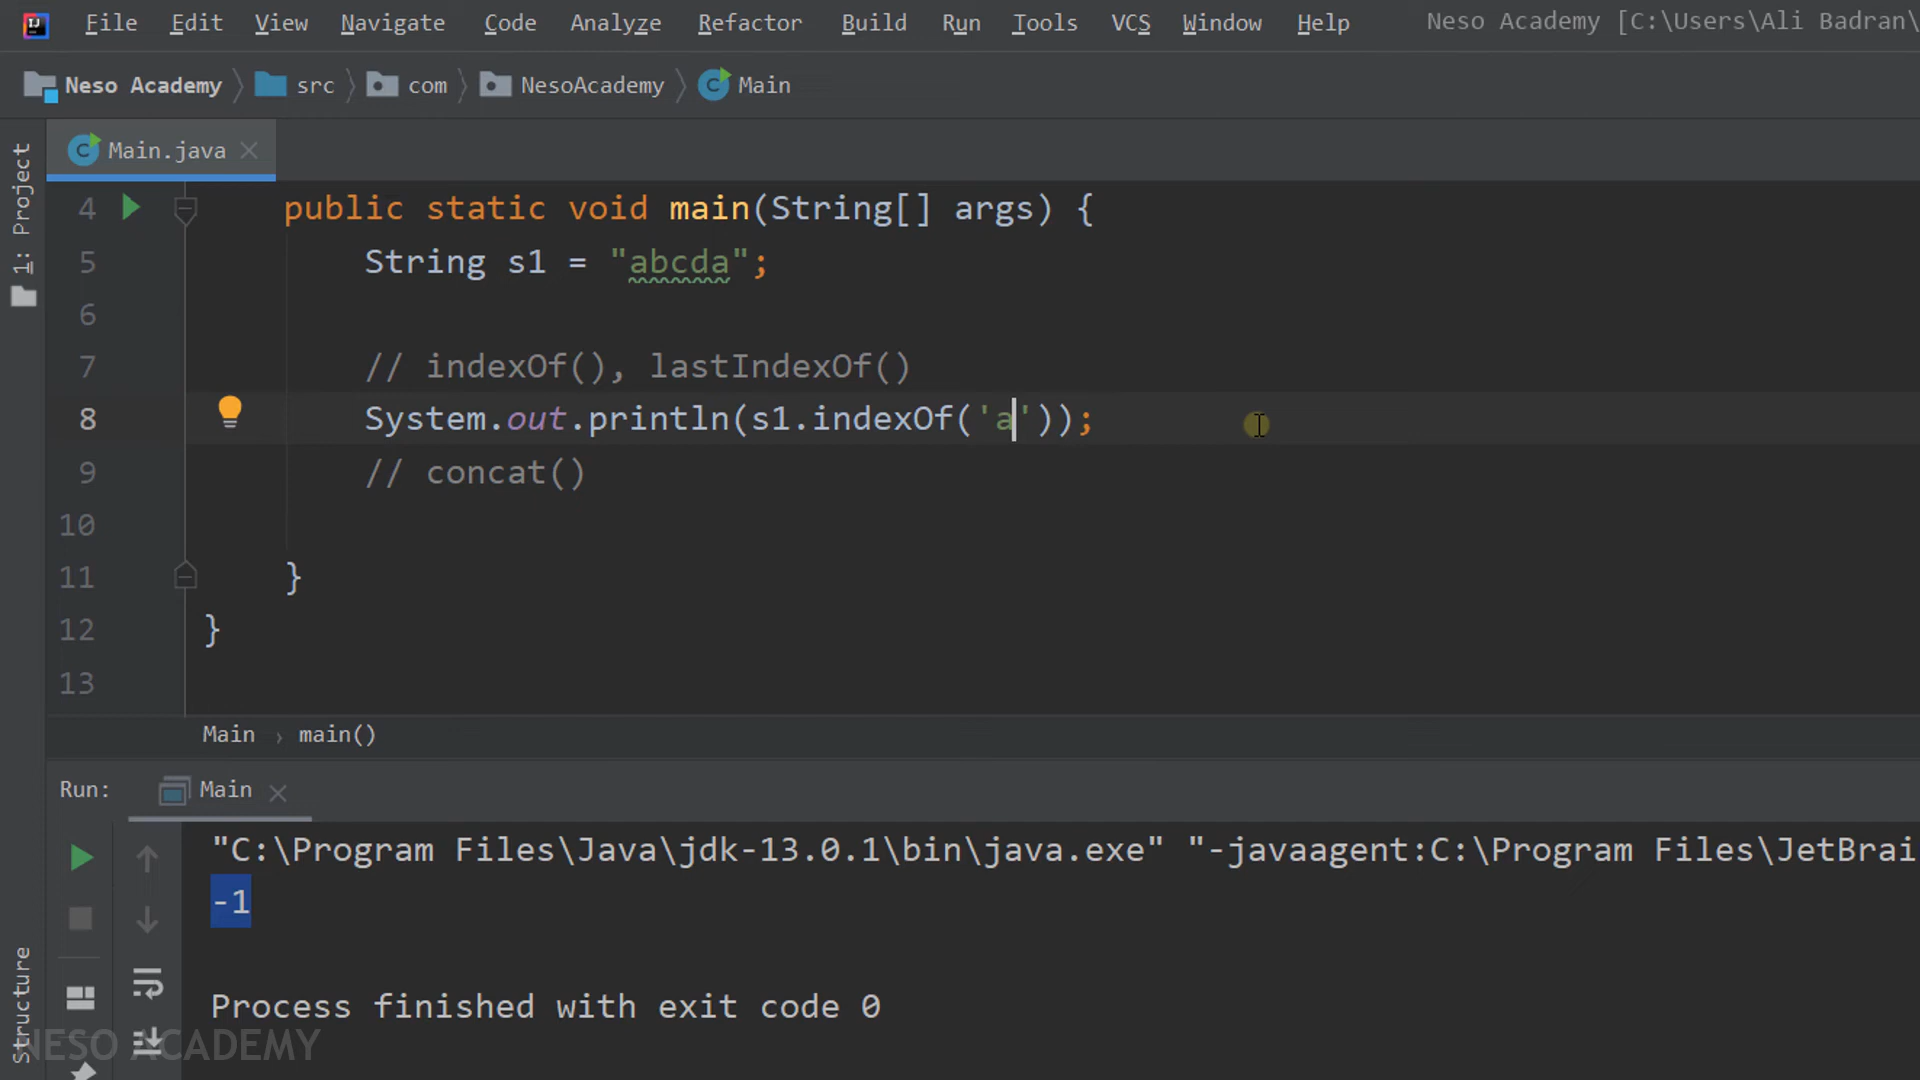 File Edit View Navigate Code Analyze Refactor Build Run Tools VCS Window Help Neso Academy [C:\Users\Ali Badran\
Neso Academy src com NesoAcademy Main
Main.java
1: Project
4 public static void main(String[] args) {
5 String s1 = "abcda";
6
7 // indexOf(), lastIndexOf()
8 System.out.println(s1.indexOf('a'));
9 // concat()
10
11 }
12 }
13
Main › main()
Run: Main
"C:\Program Files\Java\jdk-13.0.1\bin\java.exe" "-javaagent:C:\Program Files\JetBrai
-1
Process finished with exit code 0
Structure
NESO ACADEMY